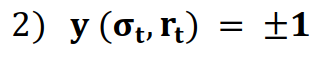 2) y (σₜ, rₜ) = ±1